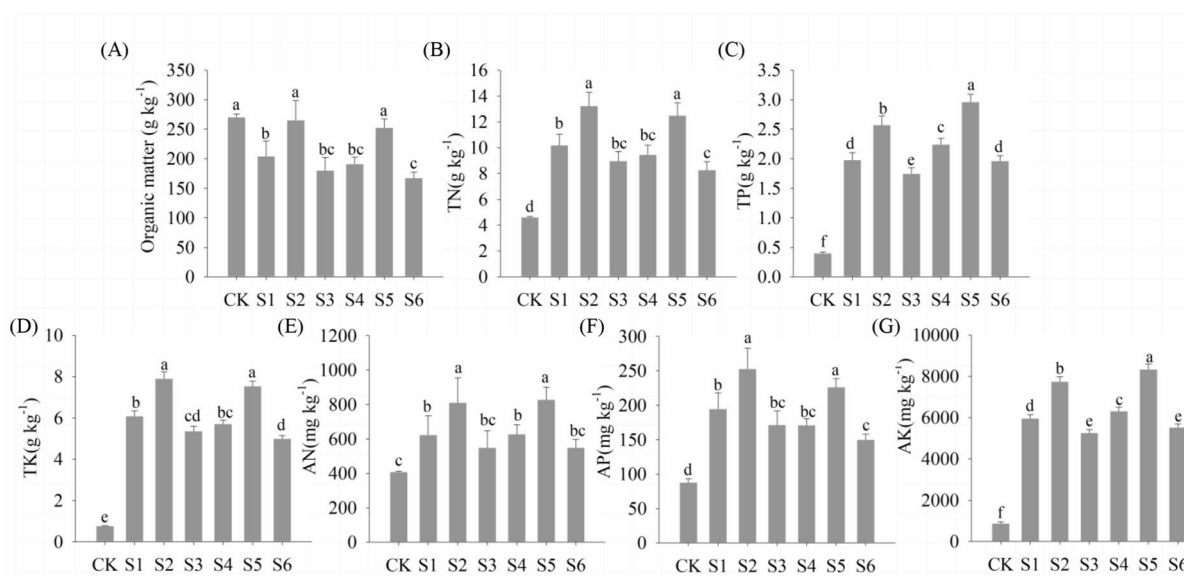 (A)
Organic matter (g kg⁻¹)
350
300
250
200
150
100
50
0
a
b
a
bc
bc
a
c
CK S1 S2 S3 S4 S5 S6
(B)
TN(g kg⁻¹)
16
14
12
10
8
6
4
2
0
d
b
a
bc
bc
a
c
CK S1 S2 S3 S4 S5 S6
(C)
TP(g kg⁻¹)
3.5
3.0
2.5
2.0
1.5
1.0
0.5
0.0
f
d
b
e
c
a
d
CK S1 S2 S3 S4 S5 S6
(D)
TK(g kg⁻¹)
10
8
6
4
2
0
e
b
a
cd
bc
a
d
CK S1 S2 S3 S4 S5 S6
(E)
AN(mg kg⁻¹)
1200
1000
800
600
400
200
0
c
b
a
bc
b
a
bc
CK S1 S2 S3 S4 S5 S6
(F)
AP(mg kg⁻¹)
300
250
200
150
100
50
0
d
b
a
bc
bc
a
c
CK S1 S2 S3 S4 S5 S6
(G)
AK(mg kg⁻¹)
10000
8000
6000
4000
2000
0
f
d
b
e
c
a
e
CK S1 S2 S3 S4 S5 S6